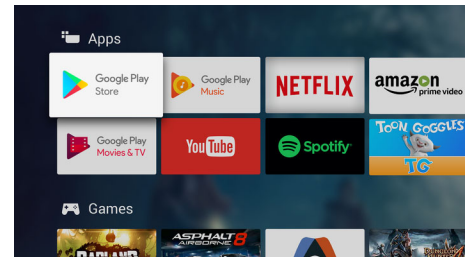 Apps
Google Play
Store
Google Play
Music
NETFLIX
amazon
prime video
Google Play
Movies & TV
YouTube
Spotify
TOON GOGGLES
TG
Games
BADLAND
ASPHALT 8
AIRBORNE